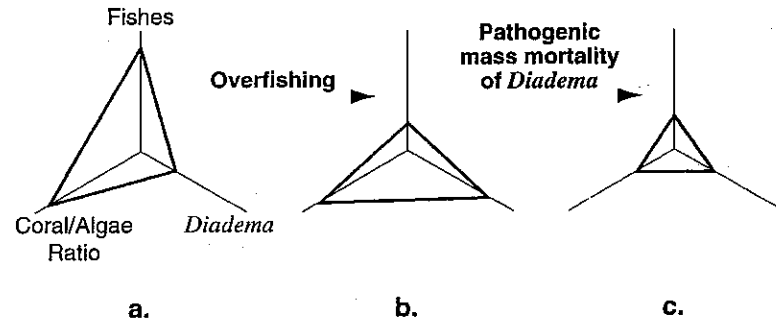 Fishes
Overfishing
Pathogenic
mass mortality
of Diadema
Coral/Algae
Ratio
Diadema
a.
b.
c.